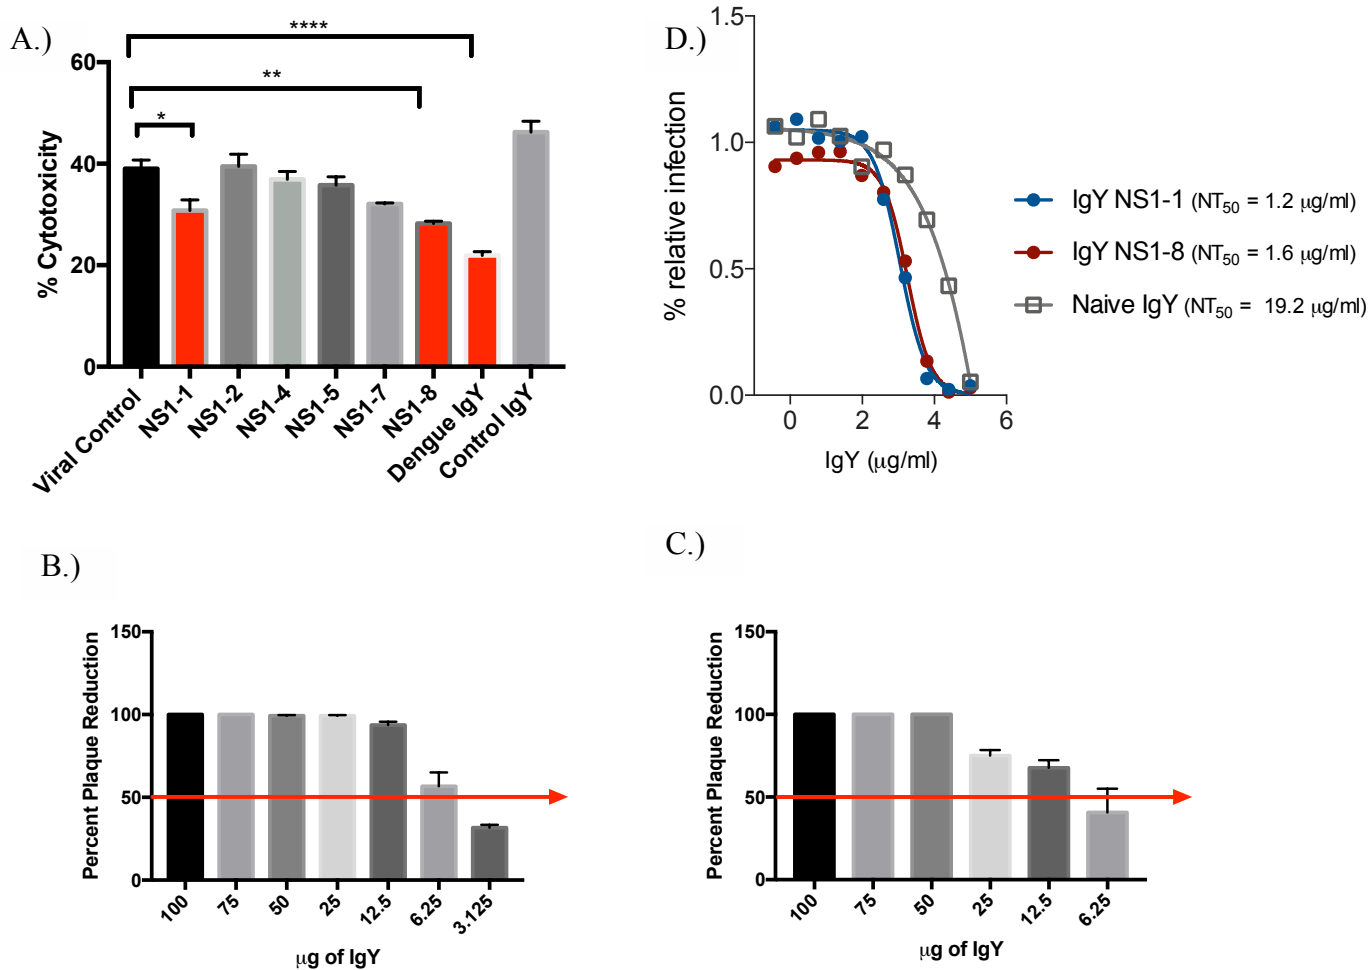 A.)
****
**
*
60
40
20
0
% Cytotoxicity
Viral Control
NS1-1
NS1-2
NS1-4
NS1-5
NS1-7
NS1-8
Dengue IgY
Control IgY
D.)
1.5
1.0
0.5
0.0
% relative infection
0 2 4 6
IgY (μg/ml)
IgY NS1-1 (NT50 = 1.2 μg/ml)
IgY NS1-8 (NT50 = 1.6 μg/ml)
Naive IgY (NT50 = 19.2 μg/ml)
B.)
150
100
50
0
Percent Plaque Reduction
100 75 50 25 12.5 6.25 3.125
μg of IgY
C.)
150
100
50
0
Percent Plaque Reduction
100 75 50 25 12.5 6.25
μg of IgY